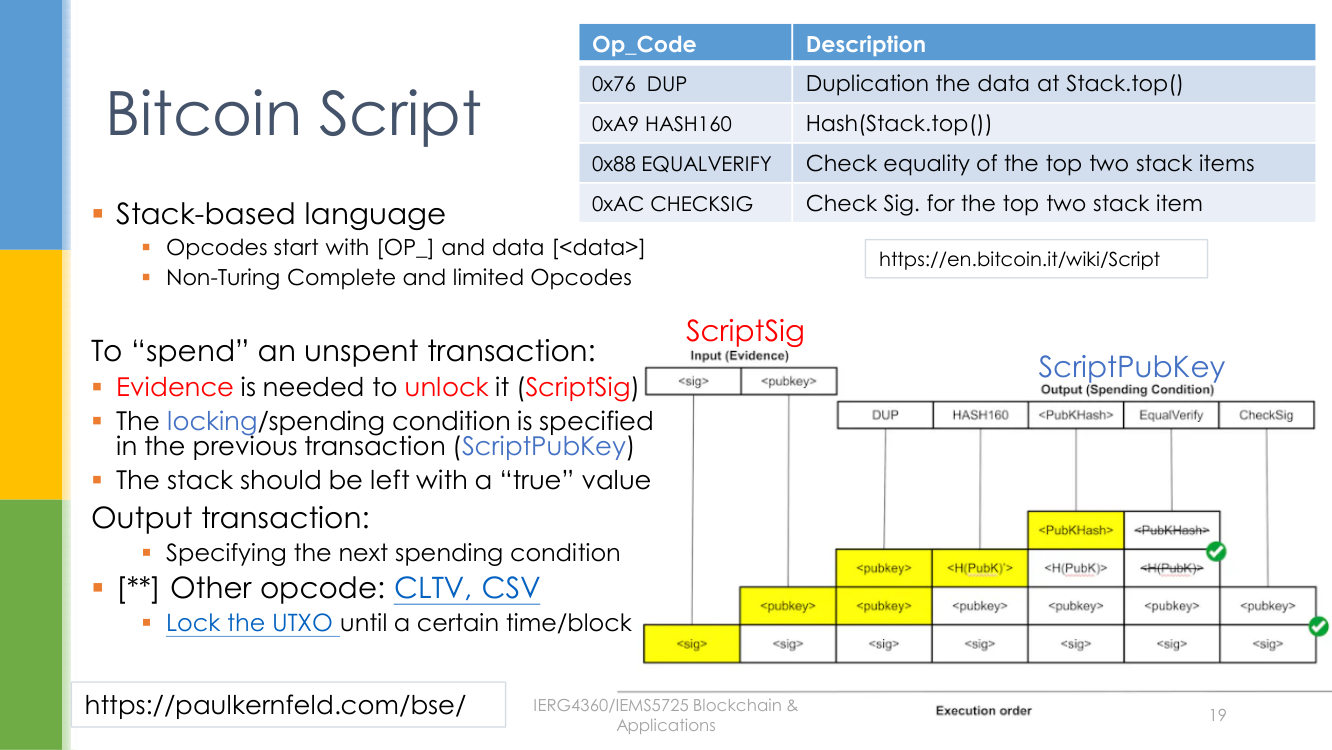 Bitcoin Script
Op_Code Description
0x76 DUP Duplication the data at Stack.top()
0xA9 HASH160 Hash(Stack.top())
0x88 EQUALVERIFY Check equality of the top two stack items
0xAC CHECKSIG Check Sig. for the top two stack item
https://en.bitcoin.it/wiki/Script
▪ Stack-based language
▪ Opcodes start with [OP_] and data [<data>]
▪ Non-Turing Complete and limited Opcodes
To “spend” an unspent transaction:
▪ Evidence is needed to unlock it (ScriptSig)
▪ The locking/spending condition is specified
in the previous transaction (ScriptPubKey)
▪ The stack should be left with a “true” value
Output transaction:
▪ Specifying the next spending condition
▪ [**] Other opcode: CLTV, CSV
▪ Lock the UTXO until a certain time/block
https://paulkernfeld.com/bse/
ScriptSig
Input (Evidence)
<sig> <pubkey>
ScriptPubKey
Output (Spending Condition)
DUP HASH160 <PubKHash> EqualVerify CheckSig
<PubKHash> <PubKHash>
<pubkey> <H(PubK)'> <H(PubK)> <H(PubK)>
<pubkey> <pubkey> <pubkey> <pubkey> <pubkey> <pubkey>
<sig> <sig> <sig> <sig> <sig> <sig> <sig>
Execution order
IERG4360/IEMS5725 Blockchain &
Applications
19